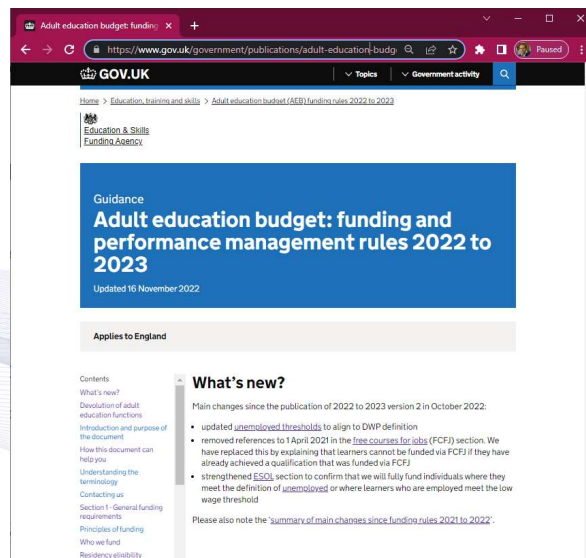 Adult education budget: funding
https://www.gov.uk/government/publications/adult-education-budg
Paused
GOV.UK
Topics
Government activity
Home > Education, training and skills > Adult education budget (AEB) funding rules 2022 to 2023
Education & Skills
Funding Agency
Guidance
Adult education budget: funding and
performance management rules 2022 to
2023
Updated 16 November 2022
Applies to England
Contents
What's new?
Devolution of adult
education functions
Introduction and purpose of
the document
How this document can
help you
Understanding the
terminology
Contacting us
Section 1 - General funding
requirements
Principles of funding
Who we fund
Residency eligibility
What's new?
Main changes since the publication of 2022 to 2023 version 2 in October 2022:
• updated unemployed thresholds to align to DWP definition
• removed references to 1 April 2021 in the free courses for jobs (FCFJ) section. We
have replaced this by explaining that learners cannot be funded via FCFJ if they have
already achieved a qualification that was funded via FCFJ
• strengthened ESOL section to confirm that we will fully fund individuals where they
meet the definition of unemployed or where learners who are employed meet the low
wage threshold
Please also note the 'summary of main changes since funding rules 2021 to 2022'.